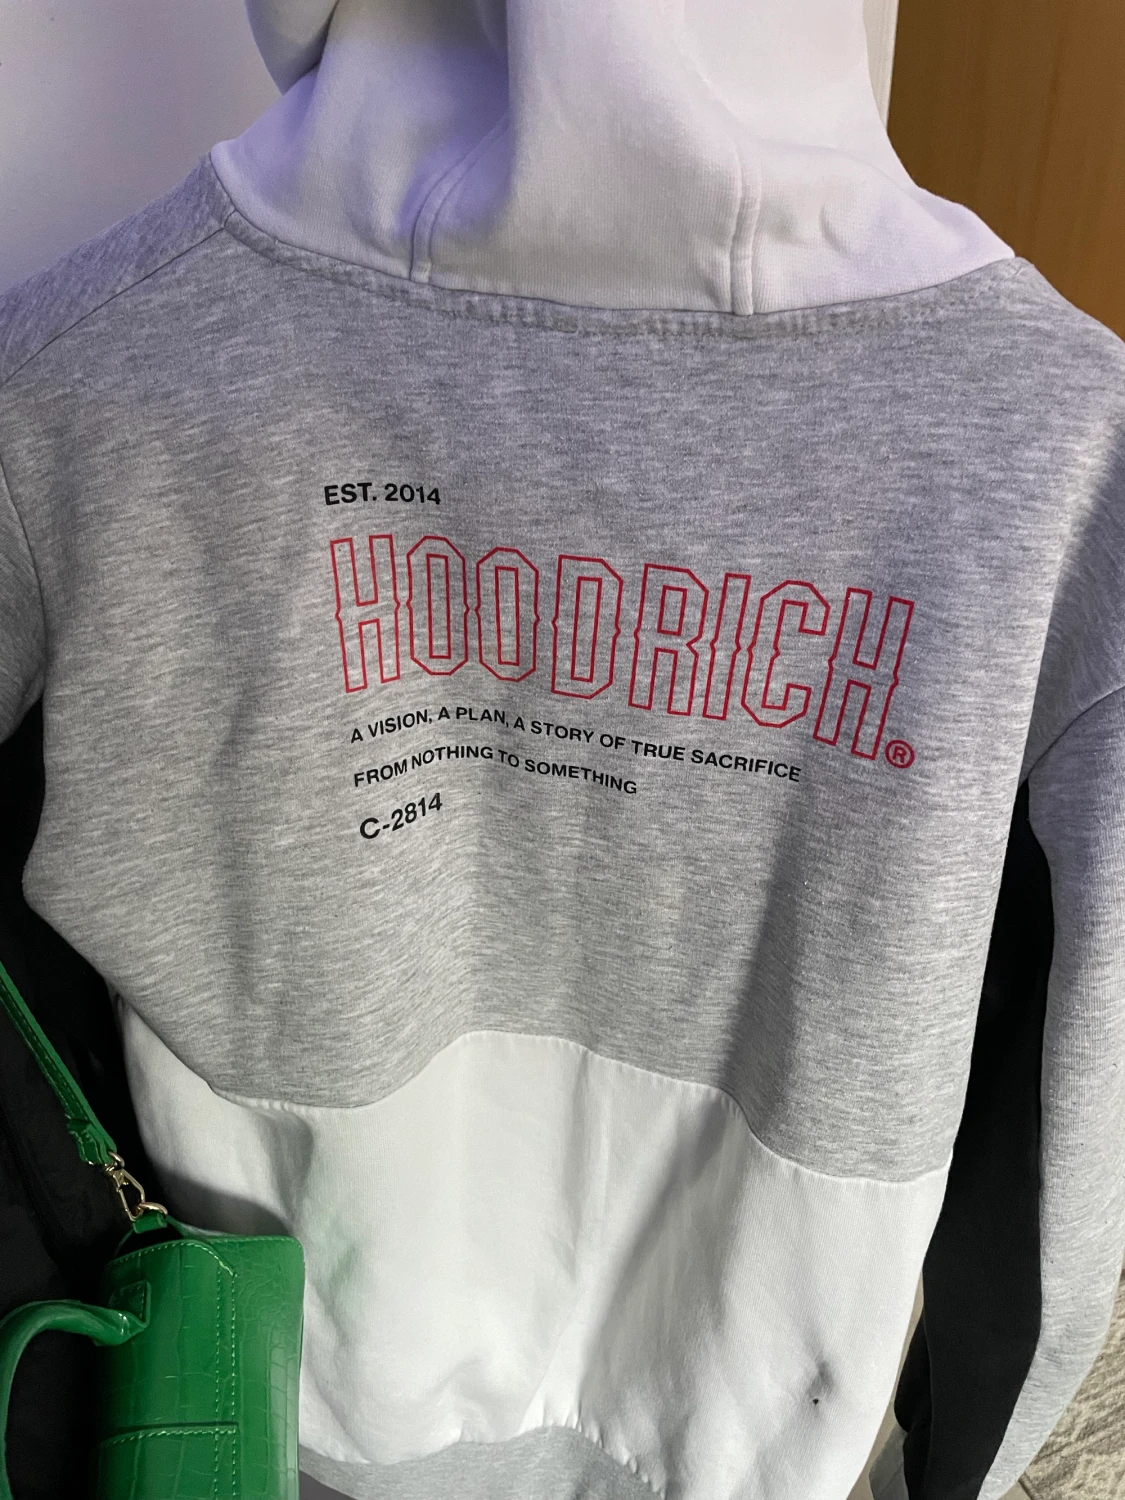 EST. 2014
HOODRICH®
A VISION, A PLAN, A STORY OF TRUE SACRIFICE
FROM NOTHING TO SOMETHING
C-2814